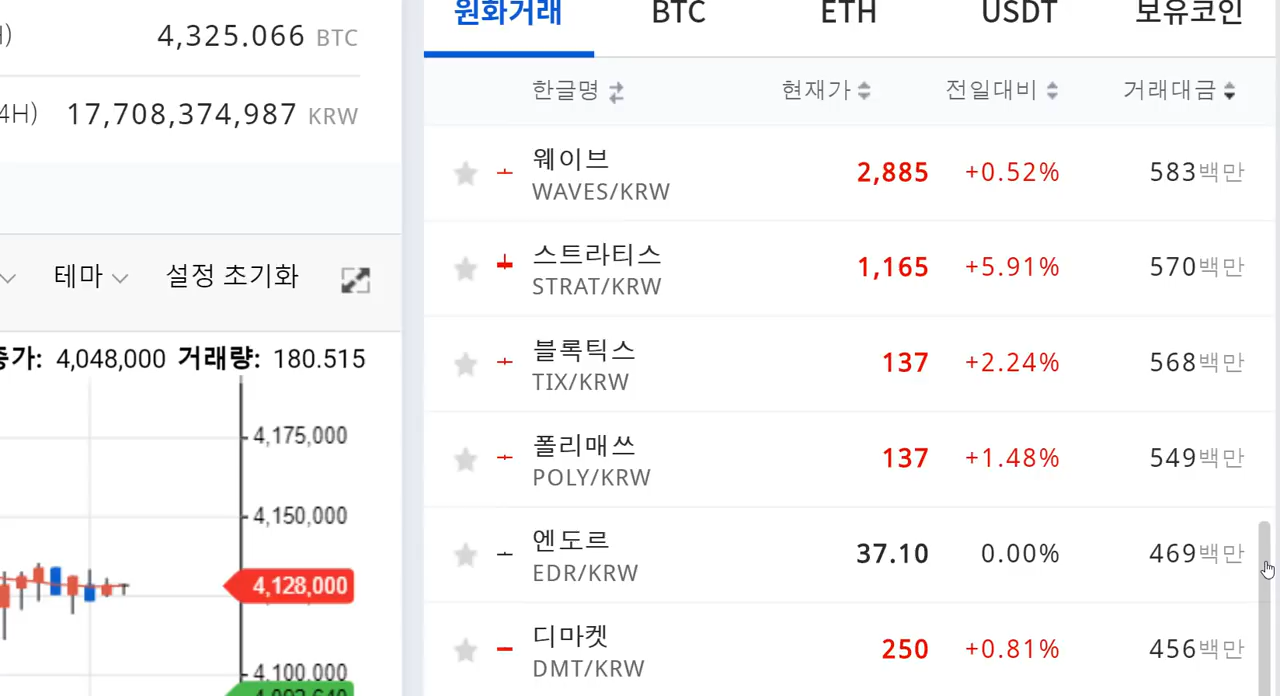 4,325.066 BTC
4H) 17,708,374,987 KRW
테마 설정 초기화
종가: 4,048,000 거래량: 180.515
4,175,000
4,150,000
4,128,000
4,100,000
원화거래 BTC ETH USDT 보유코인
한글명 현재가 전일대비 거래대금
웨이브 2,885 +0.52% 583백만
WAVES/KRW
스트라티스 1,165 +5.91% 570백만
STRAT/KRW
블록틱스 137 +2.24% 568백만
TIX/KRW
폴리매쓰 137 +1.48% 549백만
POLY/KRW
엔도르 37.10 0.00% 469백만
EDR/KRW
디마켓 250 +0.81% 456백만
DMT/KRW